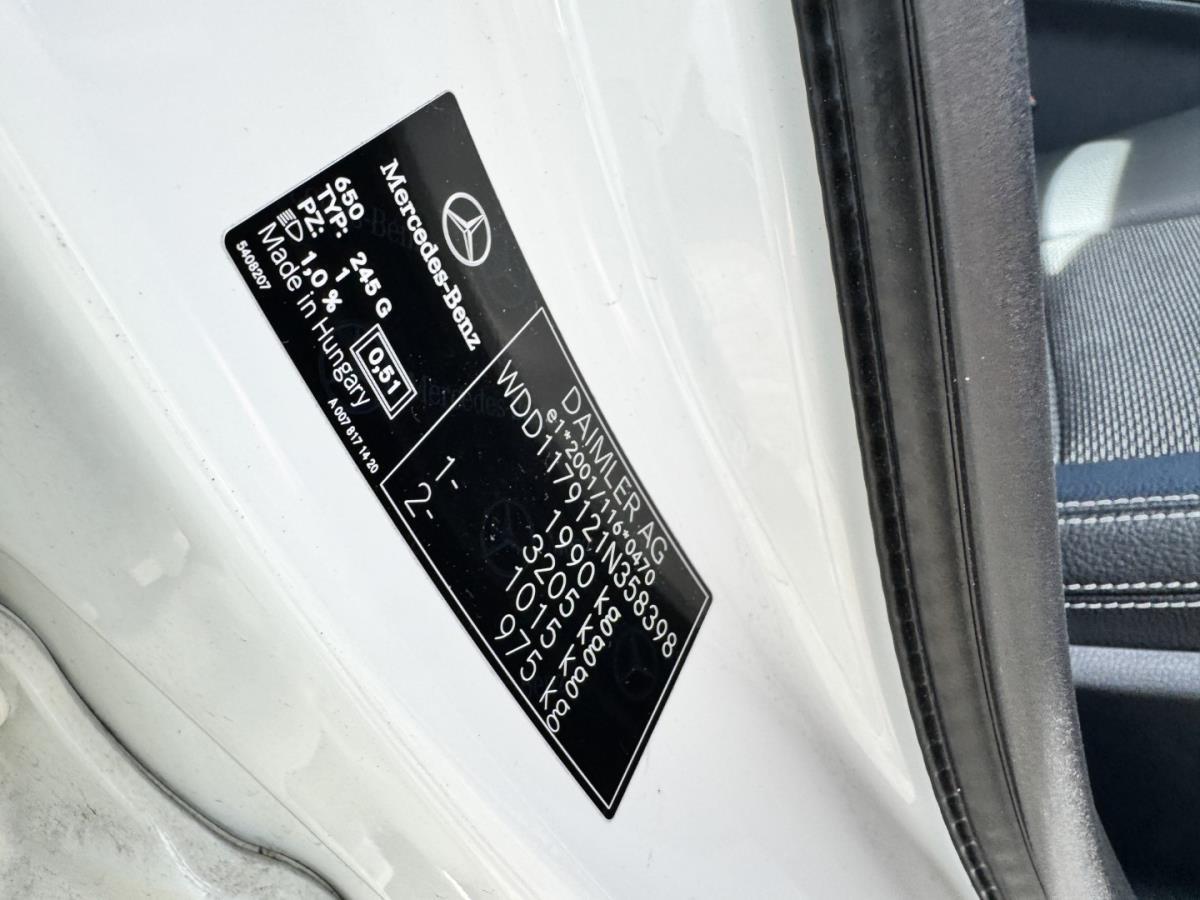 Mercedes-Benz
650
TYP: 245 G
PZ: 1
1,0 %
0,51
Made in Hungary
5408207
A 007 817 14 20
DAIMLER AG
e1*2001/116*0470
WDD1179121N358398
1990 kg
3205 kg
1- 1015 kg
2- 975 kg